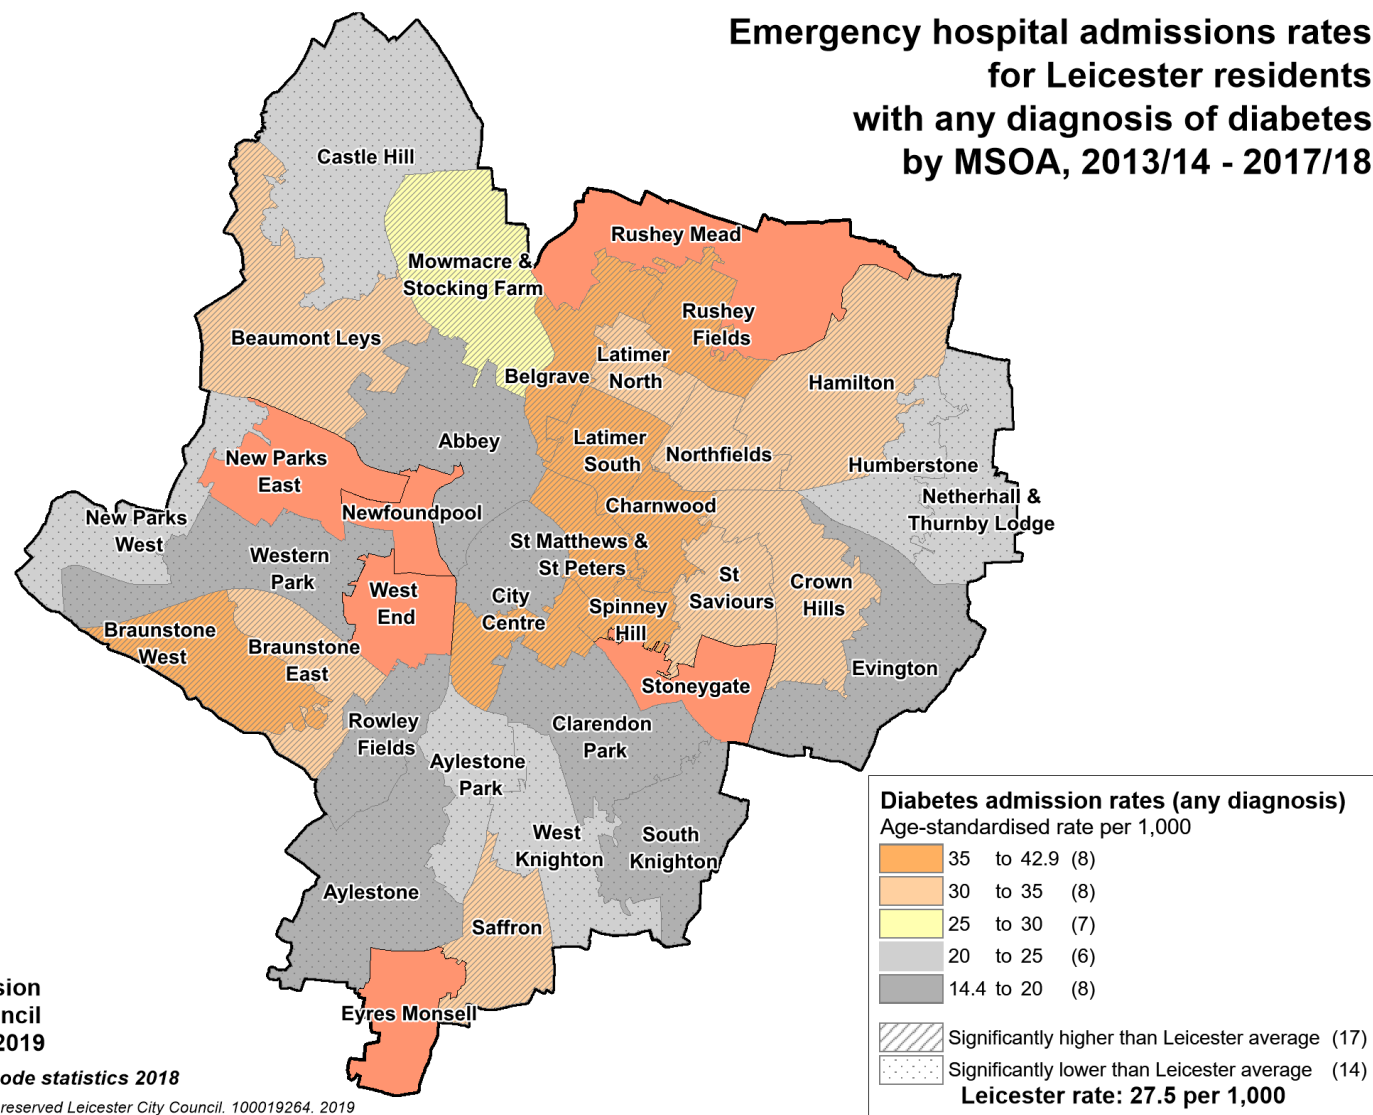 Emergency hospital admissions rates
for Leicester residents
with any diagnosis of diabetes
by MSOA, 2013/14 - 2017/18
Castle Hill
Rushey Mead
Mowmacre &
Stocking Farm
Rushey
Fields
Beaumont Leys
Latimer
North
Belgrave
Hamilton
Abbey
Latimer
South
Northfields
New Parks
East
Humberstone
Netherhall &
Thurnby Lodge
Charnwood
Newfoundpool
New Parks
West
St Matthews &
St Peters
Western
Park
St
Saviours
Crown
Hills
West
End
City
Centre
Spinney
Hill
Braunstone
West
Braunstone
East
Evington
Stoneygate
Rowley
Fields
Clarendon
Park
Aylestone
Park
West
Knighton
South
Knighton
Aylestone
Saffron
Eyres Monsell
Diabetes admission rates (any diagnosis)
Age-standardised rate per 1,000
35 to 42.9 (8)
30 to 35 (8)
25 to 30 (7)
20 to 25 (6)
14.4 to 20 (8)
Significantly higher than Leicester average (17)
Significantly lower than Leicester average (14)
Leicester rate: 27.5 per 1,000
sion
ncil
2019
ode statistics 2018
reserved Leicester City Council. 100019264. 2019